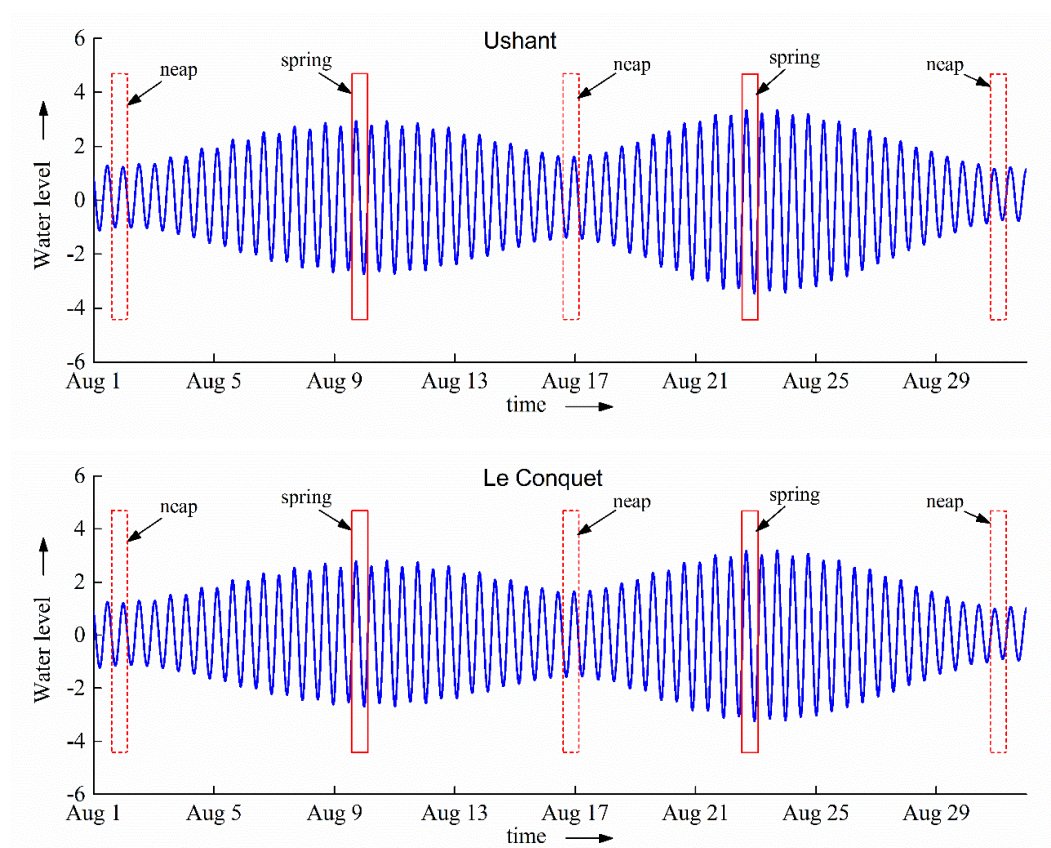 Ushant
6
4
2
0
-2
-4
-6
Water level
neap
spring
ncap
spring
ncap
Aug 1
Aug 5
Aug 9
Aug 13
Aug 17
Aug 21
Aug 25
Aug 29
time
Le Conquet
6
4
2
0
-2
-4
-6
Water level
ncap
spring
neap
spring
neap
Aug 1
Aug 5
Aug 9
Aug 13
Aug 17
Aug 21
Aug 25
Aug 29
time